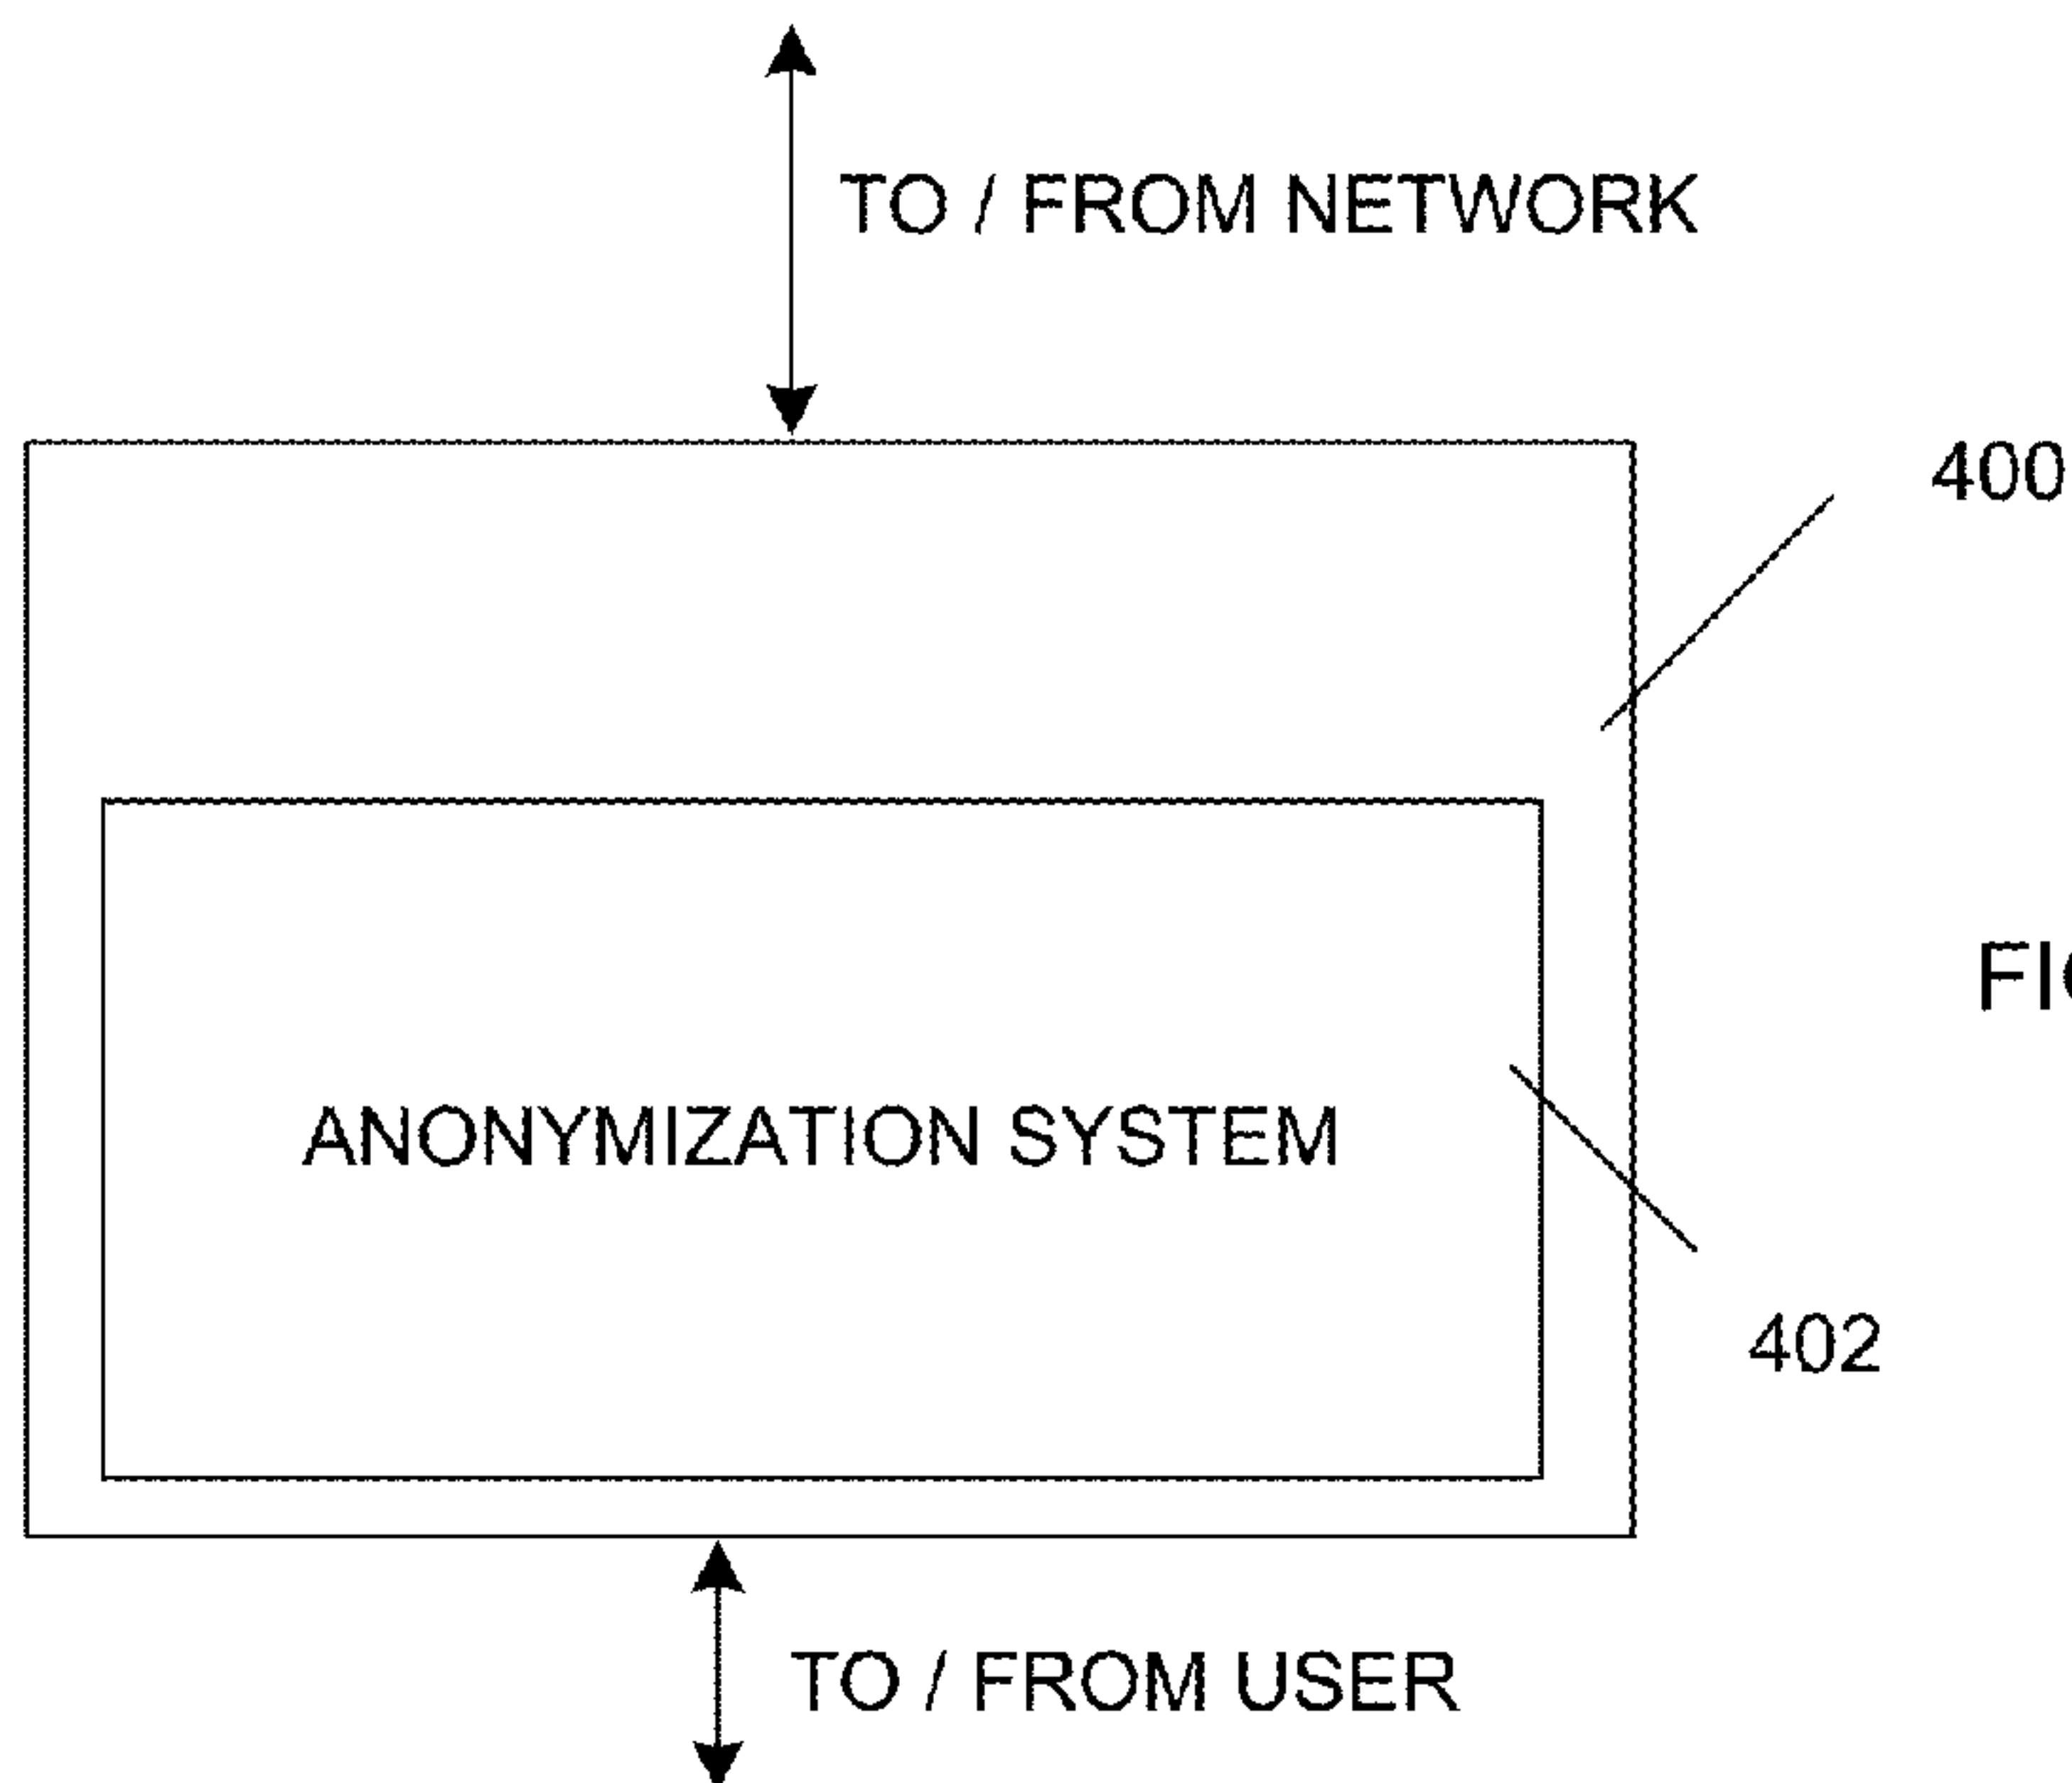 TO / FROM NETWORK
400
ANONYMIZATION SYSTEM
402
TO / FROM USER